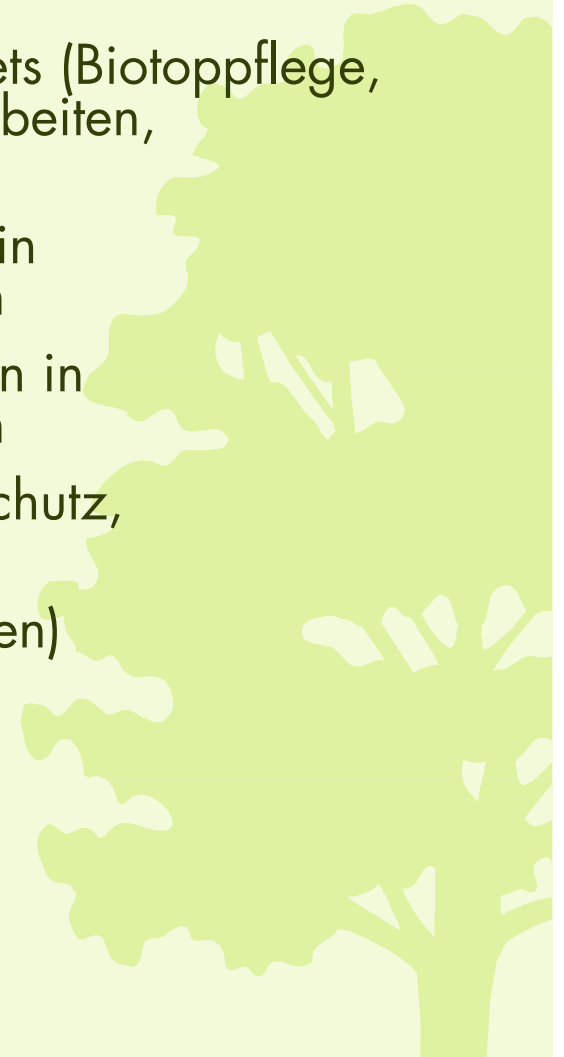 ets (Biotoppflege,
beiten,
in
n
n in
n
chutz,
en)